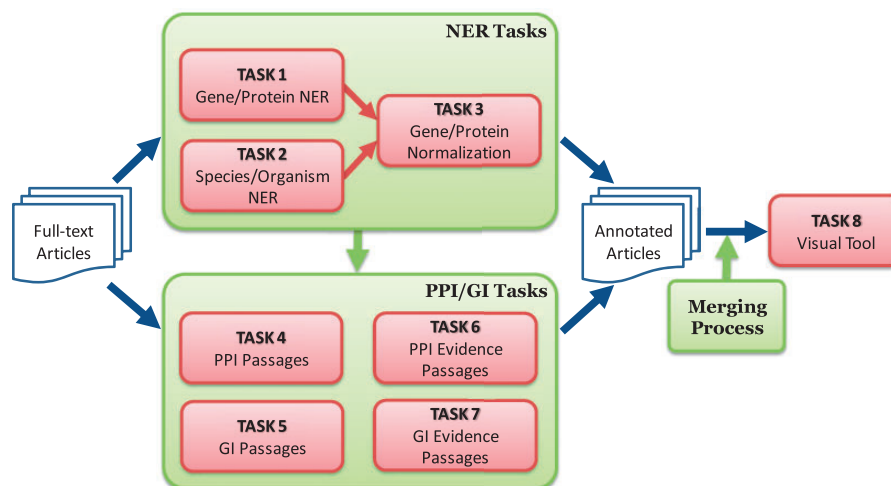 NER Tasks
TASK 1
Gene/Protein NER
TASK 2
Species/Organism
NER
TASK 3
Gene/Protein
Normalization
Full-text
Articles
PPI/GI Tasks
TASK 4
PPI Passages
TASK 5
GI Passages
TASK 6
PPI Evidence
Passages
TASK 7
GI Evidence
Passages
Annotated
Articles
Merging
Process
TASK 8
Visual Tool